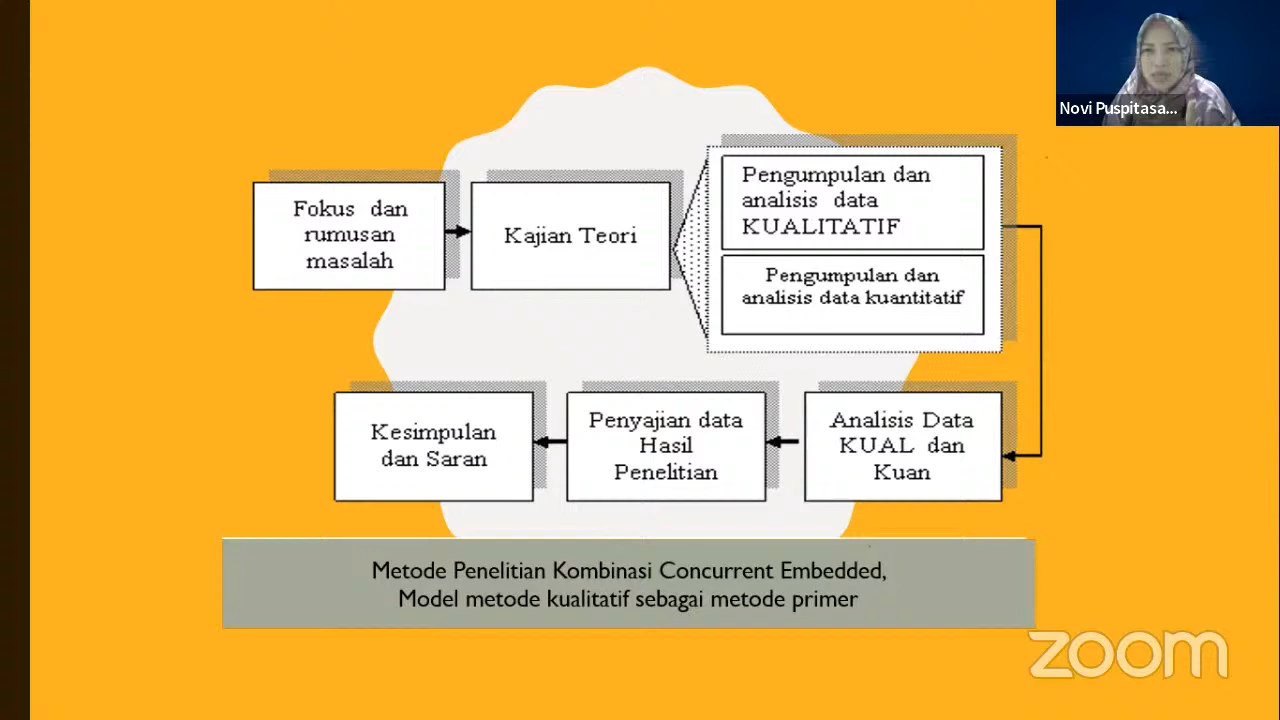 Novi Puspitasa...
Fokus dan
rumusan
masalah
Kajian Teori
Pengumpulan dan
analisis data
KUALITATIF
Pengumpulan dan
analisis data kuantitatif
Analisis Data
KUAL dan
Kuan
Penyajian data
Hasil
Penelitian
Kesimpulan
dan Saran
Metode Penelitian Kombinasi Concurrent Embedded,
Model metode kualitatif sebagai metode primer
zoom